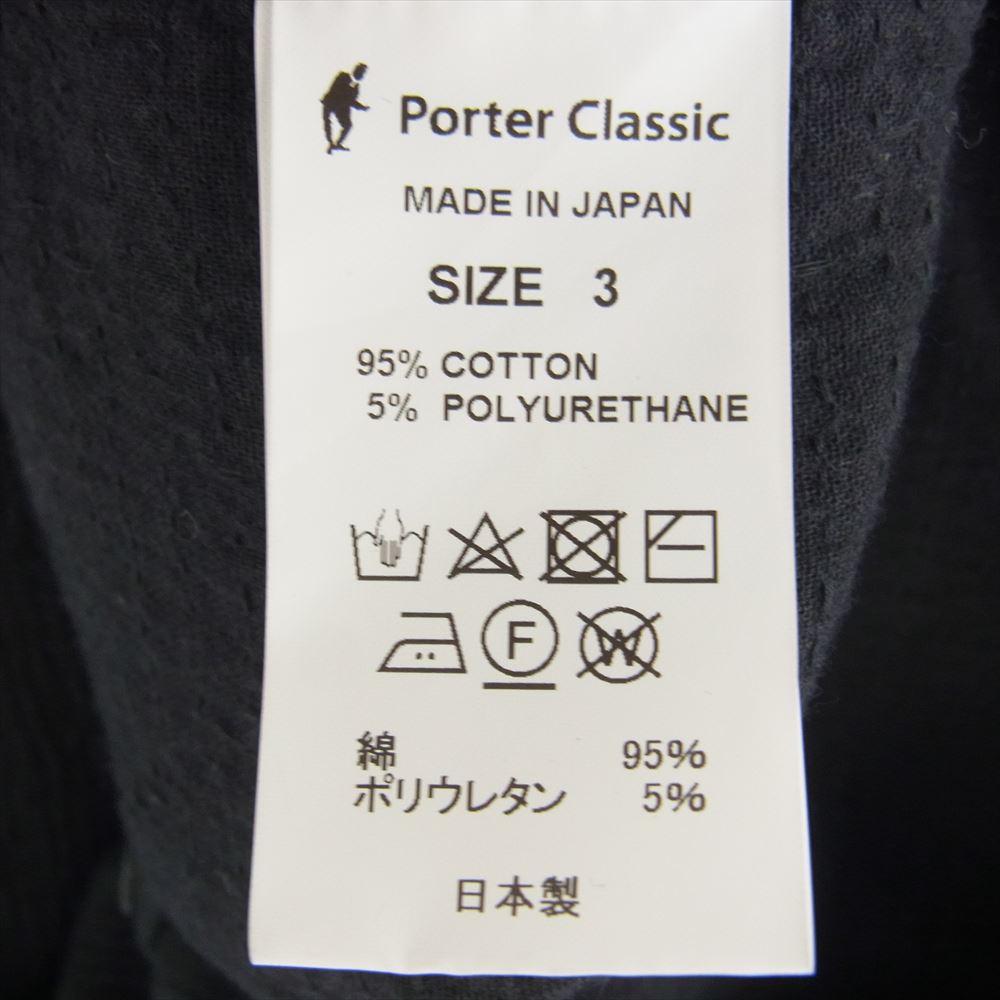 Porter Classic
MADE IN JAPAN
SIZE 3
95% COTTON
5% POLYURETHANE
F W
綿 95%
ポリウレタン 5%
日本製